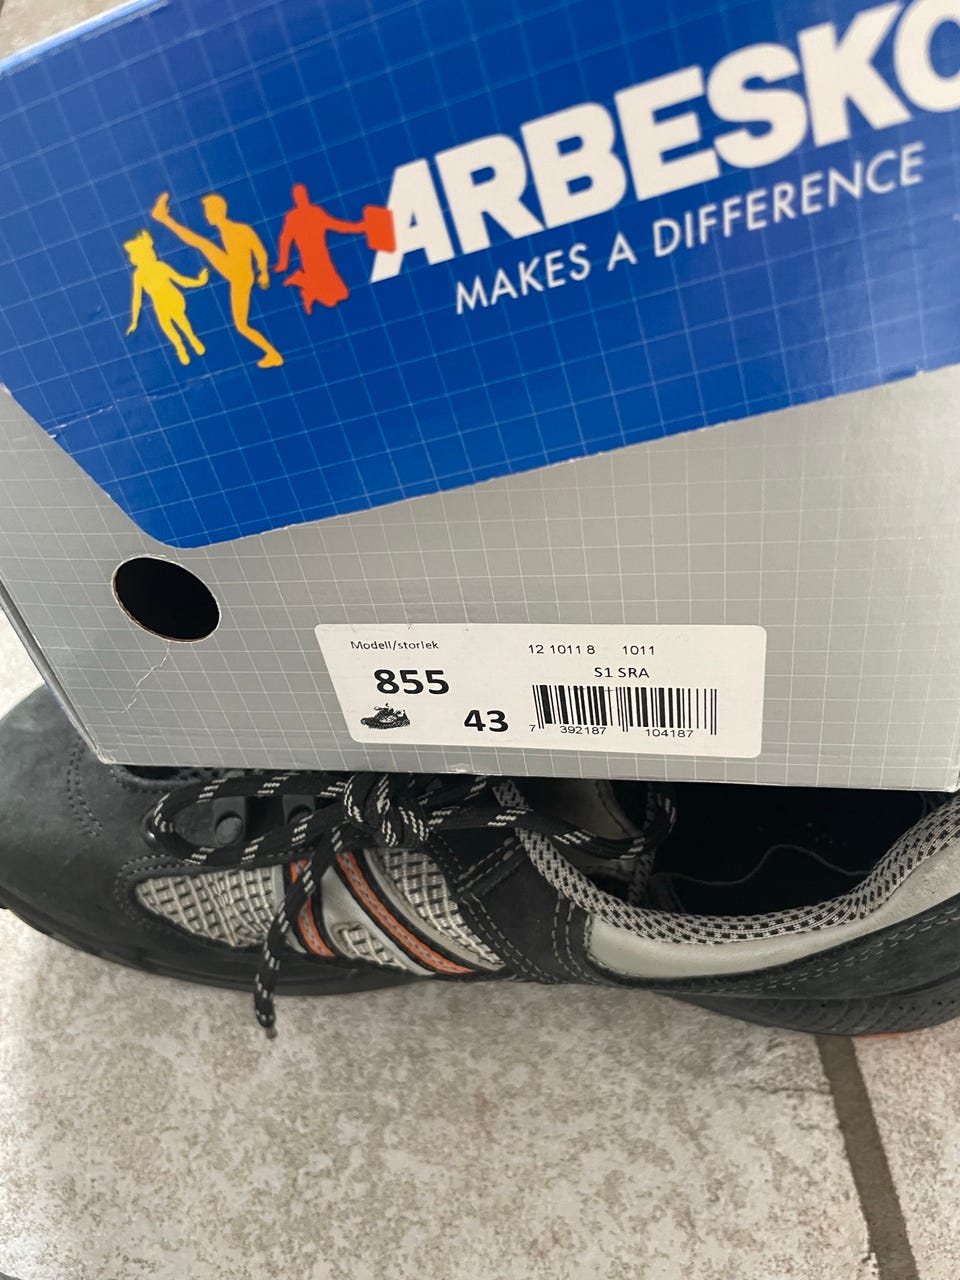 ARBESKO
MAKES A DIFFERENCE
Modell/storlek
12 1011 8 1011
S1 SRA
855
43
7 392187 104187